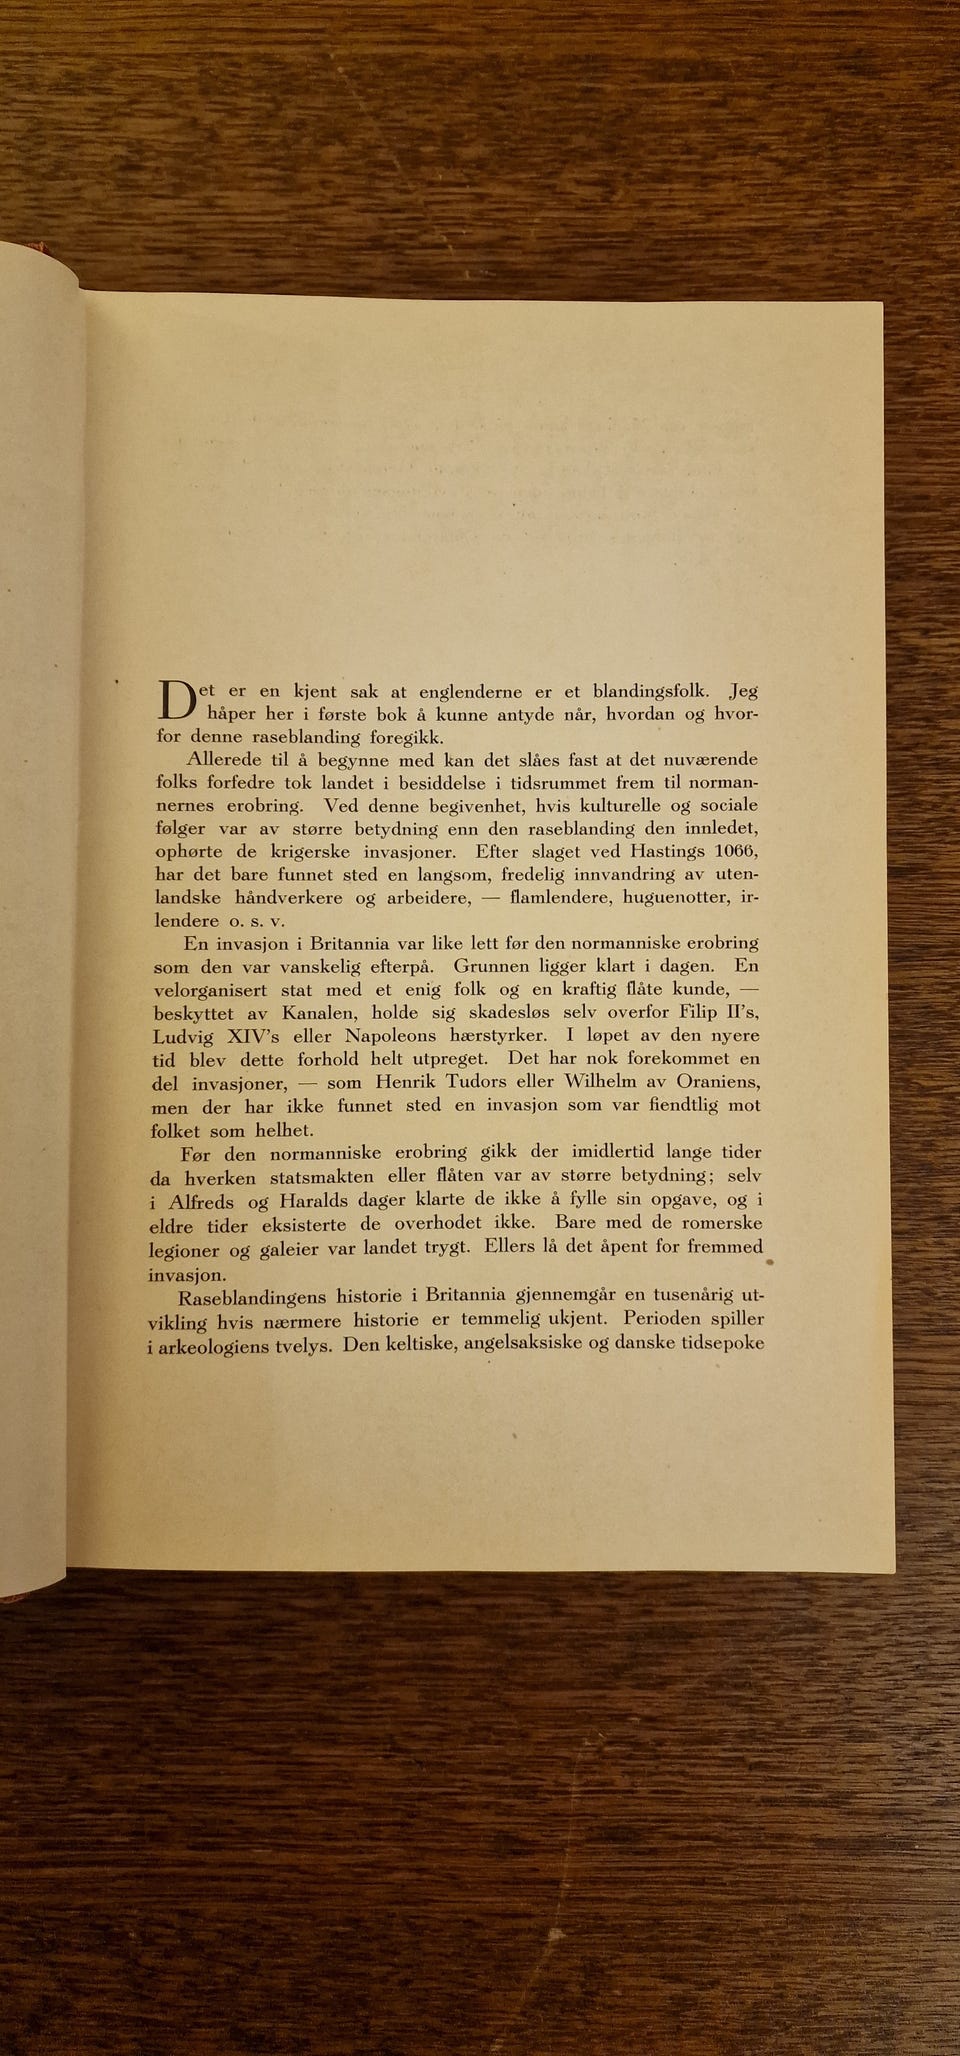 Det er en kjent sak at englenderne er et blandingsfolk. Jeg
håper her i første bok å kunne antyde når, hvordan og hvor-
for denne raseblanding foregikk.
Allerede til å begynne med kan det slåes fast at det nuværende
folks forfedre tok landet i besiddelse i tidsrummet frem til norman-
nernes erobring. Ved denne begivenhet, hvis kulturelle og sociale
følger var av større betydning enn den raseblanding den innledet,
ophørte de krigerske invasjoner. Efter slaget ved Hastings 1066,
har det bare funnet sted en langsom, fredelig innvandring av uten-
landske håndverkere og arbeidere, — flamlendere, huguenotter, ir-
lendere o. s. v.
En invasjon i Britannia var like lett før den normanniske erobring
som den var vanskelig efterpå. Grunnen ligger klart i dagen. En
velorganisert stat med et enig folk og en kraftig flåte kunde, —
beskyttet av Kanalen, holde sig skadesløs selv overfor Filip II's,
Ludvig XIV's eller Napoleons hærstyrker. I løpet av den nyere
tid blev dette forhold helt utpreget. Det har nok forekommet en
del invasjoner, — som Henrik Tudors eller Wilhelm av Oraniens,
men der har ikke funnet sted en invasjon som var fiendtlig mot
folket som helhet.
Før den normanniske erobring gikk der imidlertid lange tider
da hverken statsmakten eller flåten var av større betydning; selv
i Alfreds og Haralds dager klarte de ikke å fylle sin opgave, og i
eldre tider eksisterte de overhodet ikke. Bare med de romerske
legioner og galeier var landet trygt. Ellers lå det åpent for fremmed
invasjon.
Raseblandingens historie i Britannia gjennemgår en tusenårig ut-
vikling hvis nærmere historie er temmelig ukjent. Perioden spiller
i arkeologiens tvelys. Den keltiske, angelsaksiske og danske tidsepoke